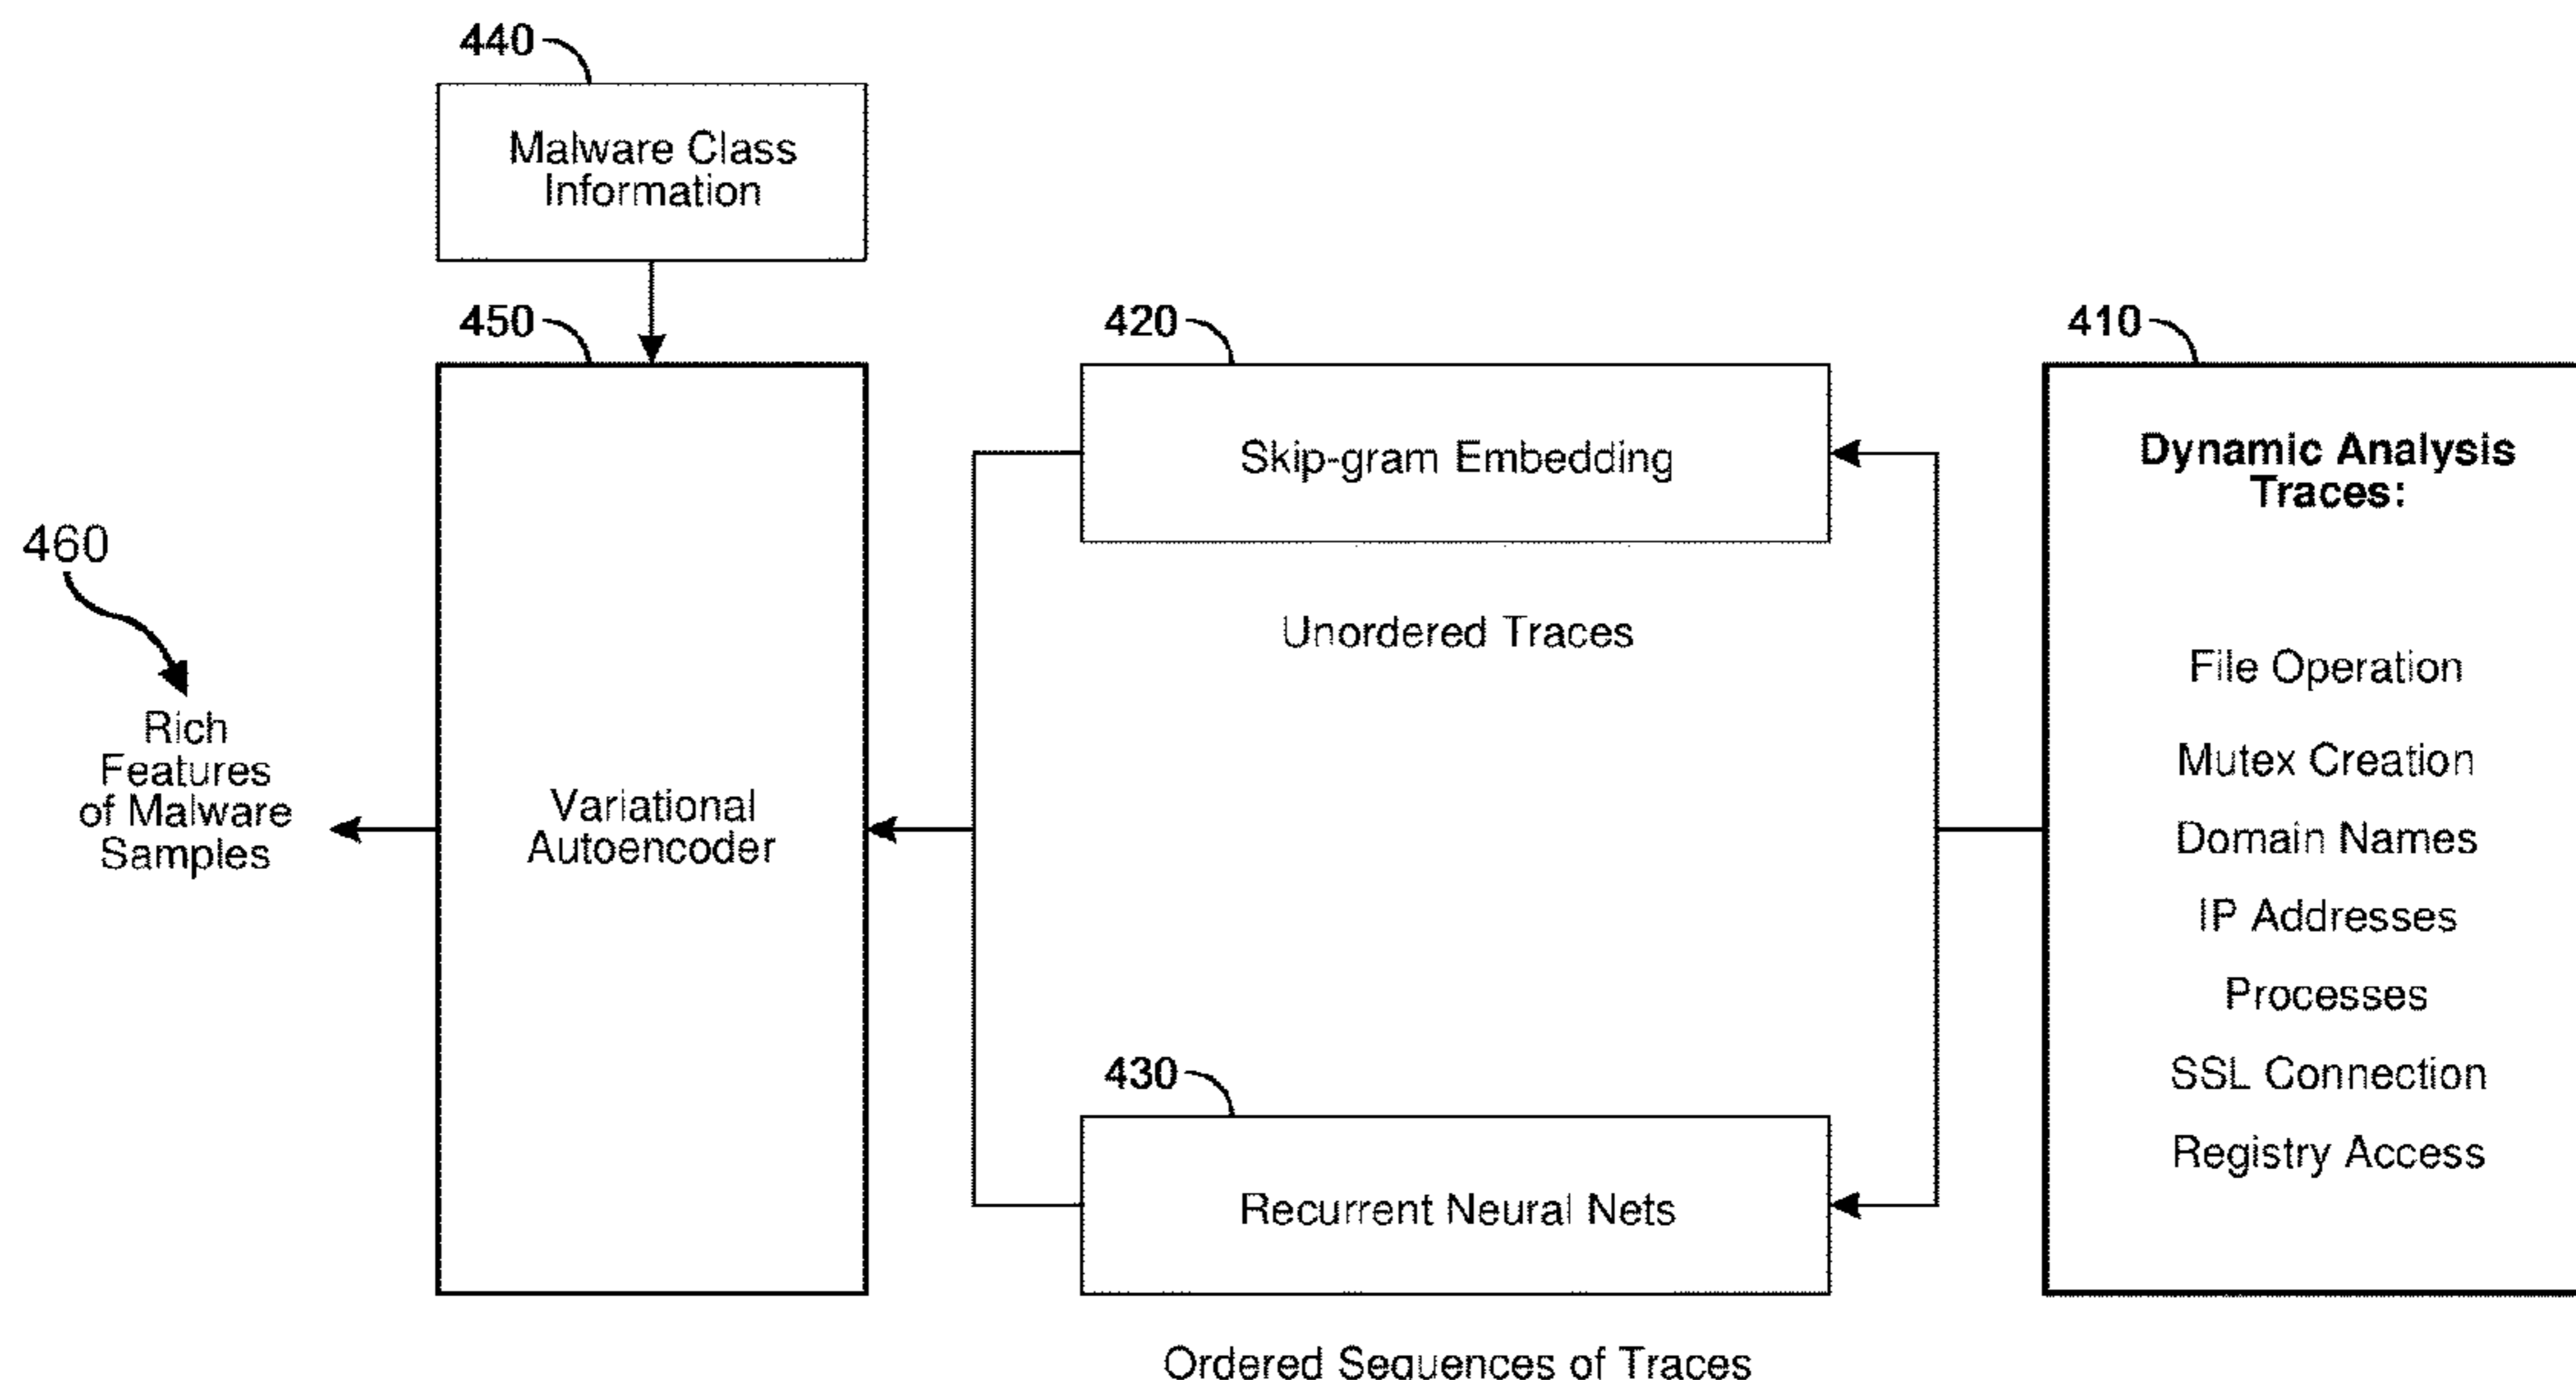 440
Malware Class
Information
450
420
410
Skip-gram Embedding
Dynamic Analysis
Traces:
460
Unordered Traces
File Operation
Rich
Features
of Malware
Samples
Mutex Creation
Variational
Autoencoder
Domain Names
IP Addresses
Processes
430
SSL Connection
Registry Access
Recurrent Neural Nets
Ordered Sequences of Traces